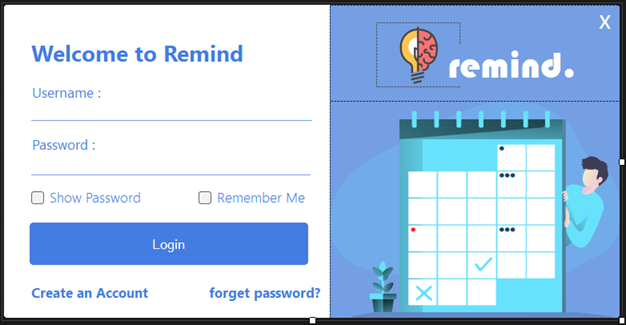 Welcome to Remind
Username :
Password :
Show Password
Remember Me
Login
Create an Account
forget password?
X
remind.